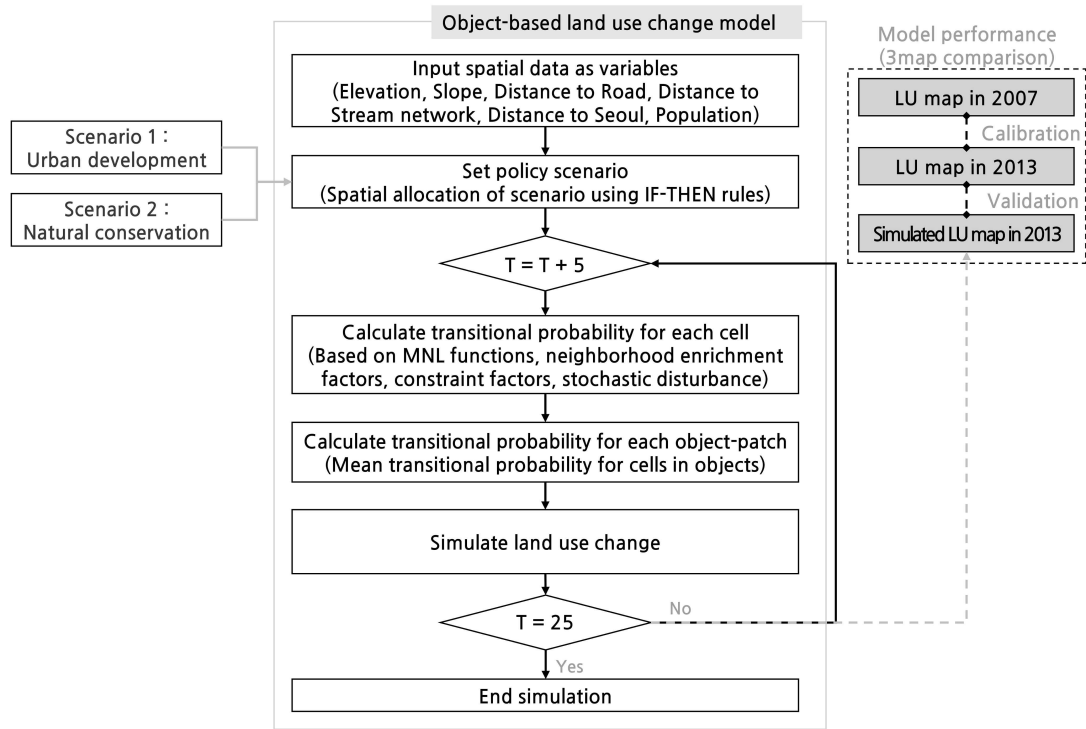 Object-based land use change model
Input spatial data as variables
(Elevation, Slope, Distance to Road, Distance to
Stream network, Distance to Seoul, Population)
Scenario 1 :
Urban development
Scenario 2 :
Natural conservation
Set policy scenario
(Spatial allocation of scenario using IF-THEN rules)
T = T + 5
Calculate transitional probability for each cell
(Based on MNL functions, neighborhood enrichment
factors, constraint factors, stochastic disturbance)
Calculate transitional probability for each object-patch
(Mean transitional probability for cells in objects)
Simulate land use change
T = 25
No
Yes
End simulation
Model performance
(3map comparison)
LU map in 2007
Calibration
LU map in 2013
Validation
Simulated LU map in 2013